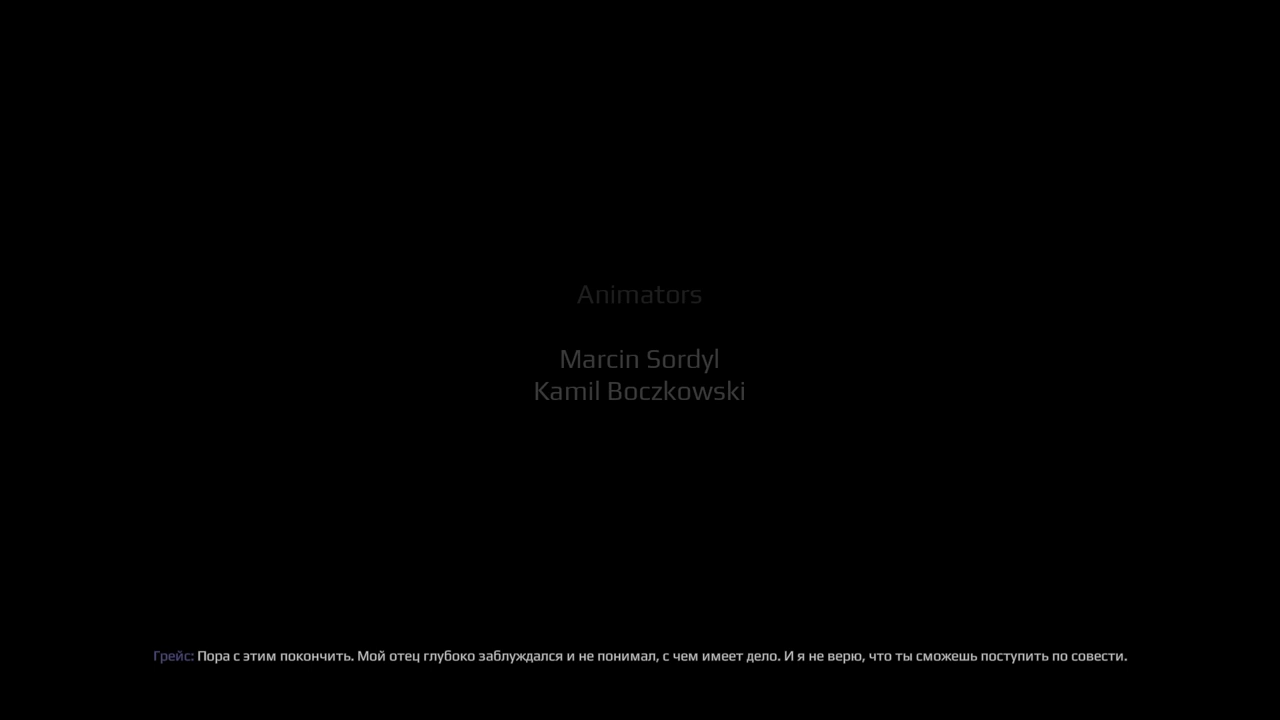 Animators
Marcin Sordyl
Kamil Boczkowski
Грейс: Пора с этим покончить. Мой отец глубоко заблуждался и не понимал, с чем имеет дело. И я не верю, что ты сможешь поступить по совести.